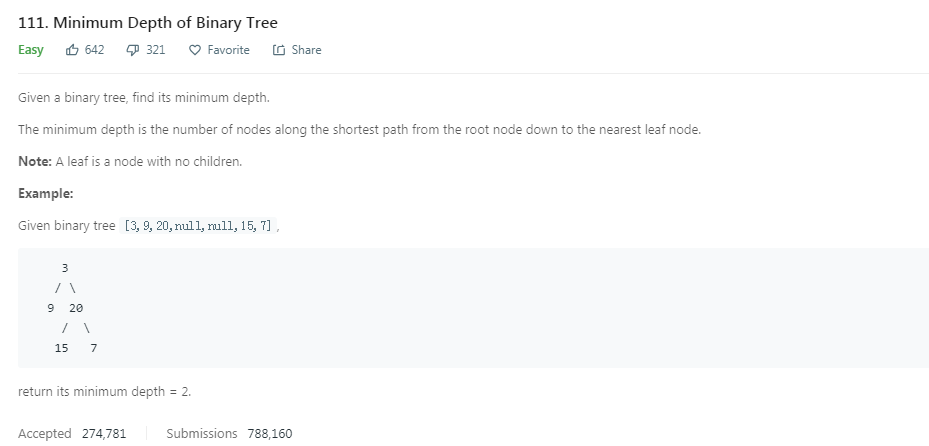 111. Minimum Depth of Binary Tree
Easy 642 321 Favorite Share
Given a binary tree, find its minimum depth.
The minimum depth is the number of nodes along the shortest path from the root node down to the nearest leaf node.
Note: A leaf is a node with no children.
Example:
Given binary tree [3,9,20,null,null,15,7] ,
3
/ \
9 20
/ \
15 7
return its minimum depth = 2.
Accepted 274,781 Submissions 788,160